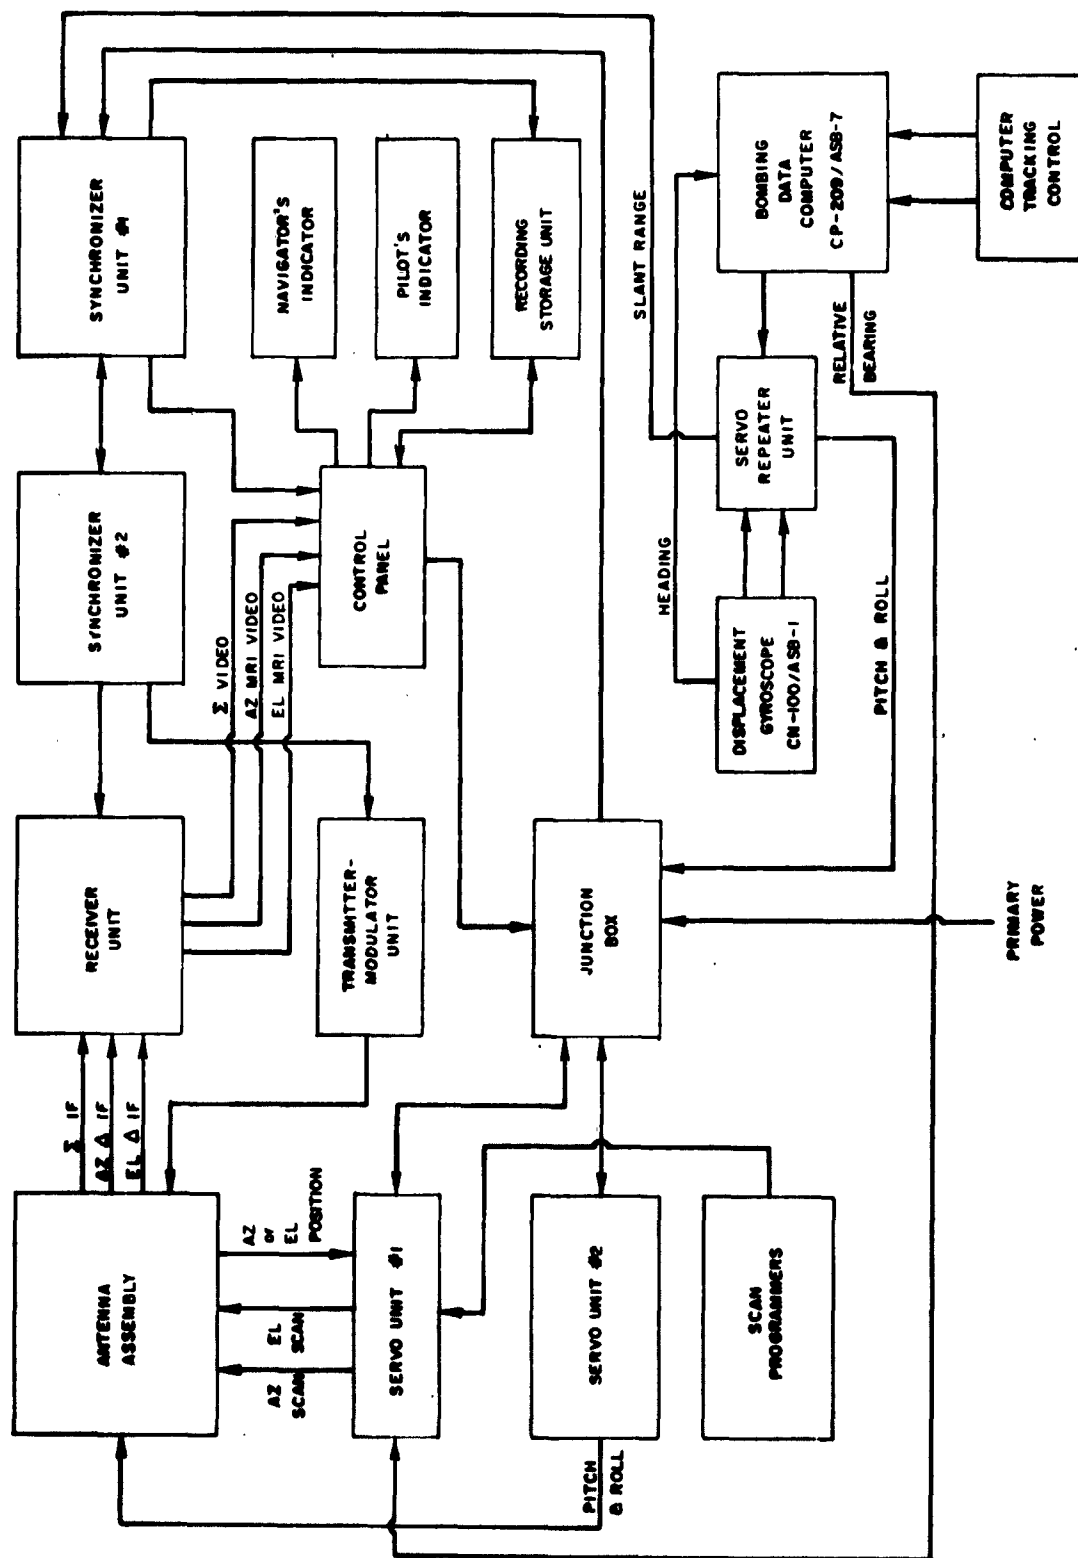 ANTENNA
ASSEMBLY
Σ IF
AZ Δ IF
EL Δ IF
RECEIVER
UNIT
SYNCHRONIZER
UNIT #2
SYNCHRONIZER
UNIT #1
Σ VIDEO
AZ MRI VIDEO
EL MRI VIDEO
NAVIGATOR'S
INDICATOR
PILOT'S
INDICATOR
RECORDING
STORAGE UNIT
AZ
or
EL
POSITION
EL
SCAN
AZ
SCAN
SERVO UNIT #1
TRANSMITTER-
MODULATOR
UNIT
CONTROL
PANEL
SERVO UNIT #2
PITCH
& ROLL
JUNCTION
BOX
SCAN
PROGRAMMERS
SLANT RANGE
HEADING
DISPLACEMENT
GYROSCOPE
CN-100/ASB-1
SERVO
REPEATER
UNIT
BOMBING
DATA
COMPUTER
CP-209/ASB-7
RELATIVE
BEARING
PITCH & ROLL
COMPUTER
TRACKING
CONTROL
PRIMARY
POWER